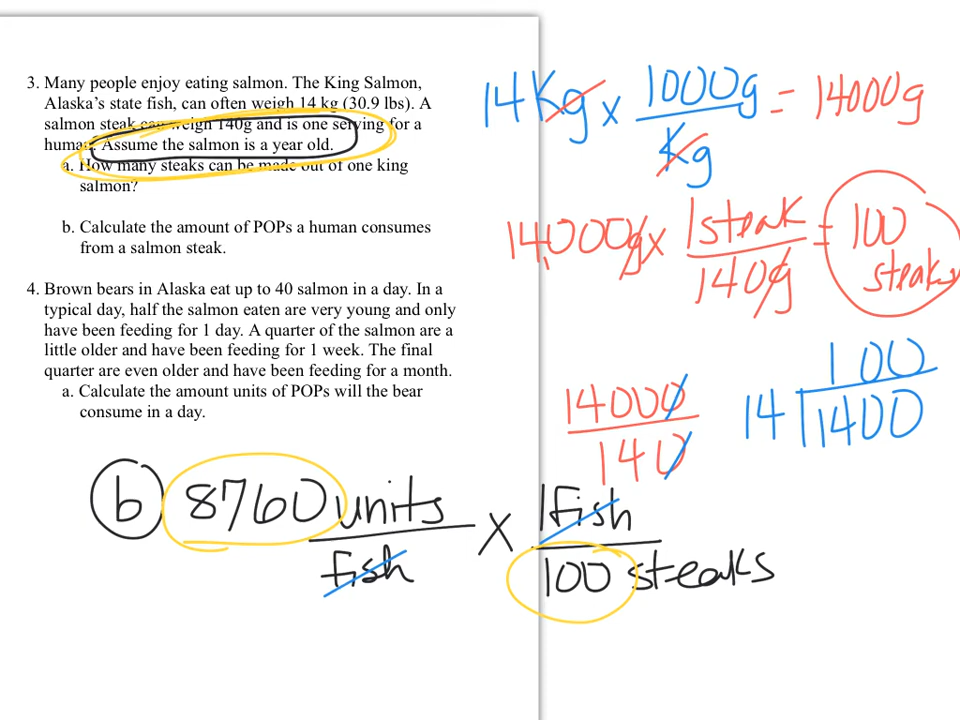 3. Many people enjoy eating salmon. The King Salmon,
Alaska's state fish, can often weigh 14 kg (30.9 lbs). A
salmon steak can weigh 140g and is one serving for a
human. Assume the salmon is a year old.
a. How many steaks can be made out of one king
salmon?
b. Calculate the amount of POPs a human consumes
from a salmon steak.
4. Brown bears in Alaska eat up to 40 salmon in a day. In a
typical day, half the salmon eaten are very young and only
have been feeding for 1 day. A quarter of the salmon are a
little older and have been feeding for 1 week. The final
quarter are even older and have been feeding for a month.
a. Calculate the amount units of POPs will the bear
consume in a day.
14Kg x 1000g / Kg = 14000g
14,000g x 1 steak / 140g = 100 steaks
14000 / 140
100
14 1400
b 8760 units / fish x 1 fish / 100 steaks